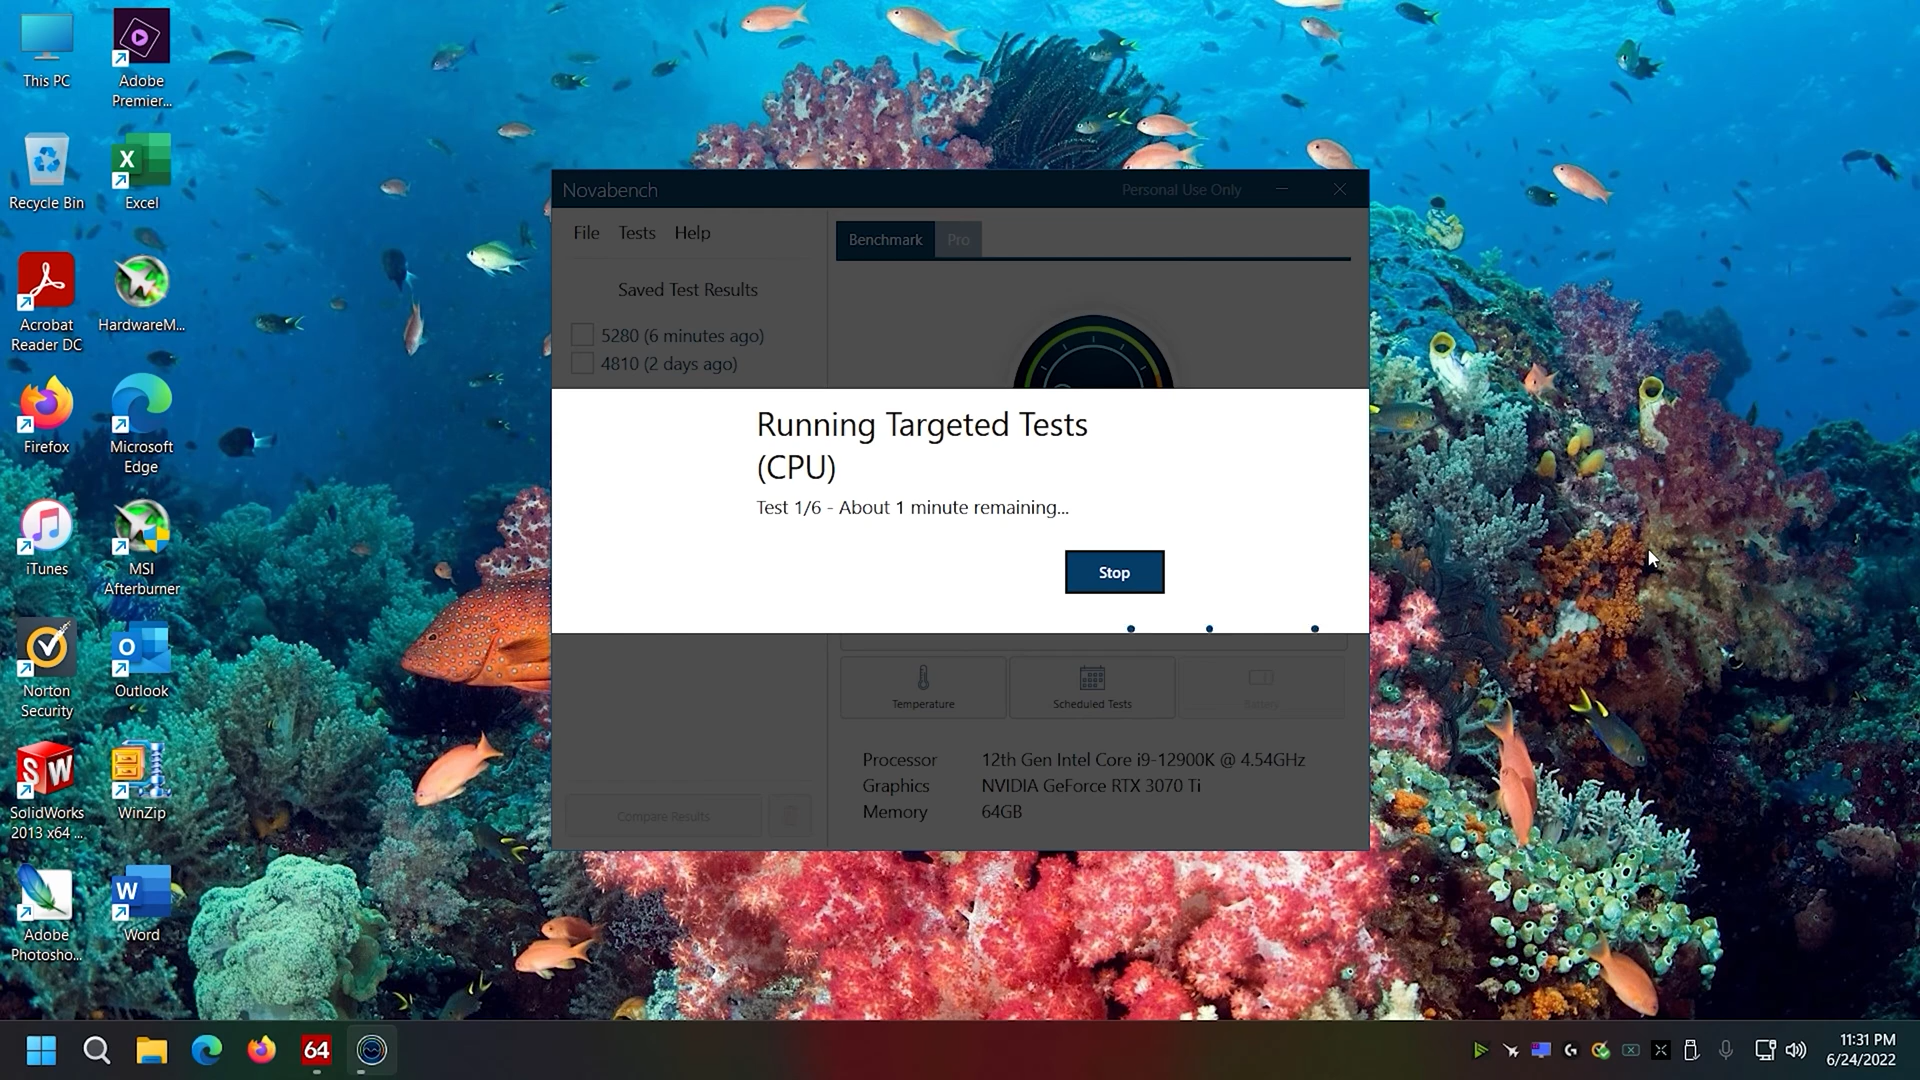 This PC
Adobe
Premier...
Recycle Bin
Excel
Acrobat
Reader DC
HardwareM...
Firefox
Microsoft
Edge
iTunes
MSI
Afterburner
Norton
Security
Outlook
SolidWorks
2013 x64 ...
WinZip
Adobe
Photosho...
Word
Novabench
Personal Use Only
File Tests Help
Benchmark Pro
Saved Test Results
5280 (6 minutes ago)
4810 (2 days ago)
Running Targeted Tests
(CPU)
Test 1/6 - About 1 minute remaining...
Stop
Temperature
Scheduled Tests
Battery
Processor 12th Gen Intel Core i9-12900K @ 4.54GHz
Graphics NVIDIA GeForce RTX 3070 Ti
Memory 64GB
Compare Results
64
11:31 PM
6/24/2022